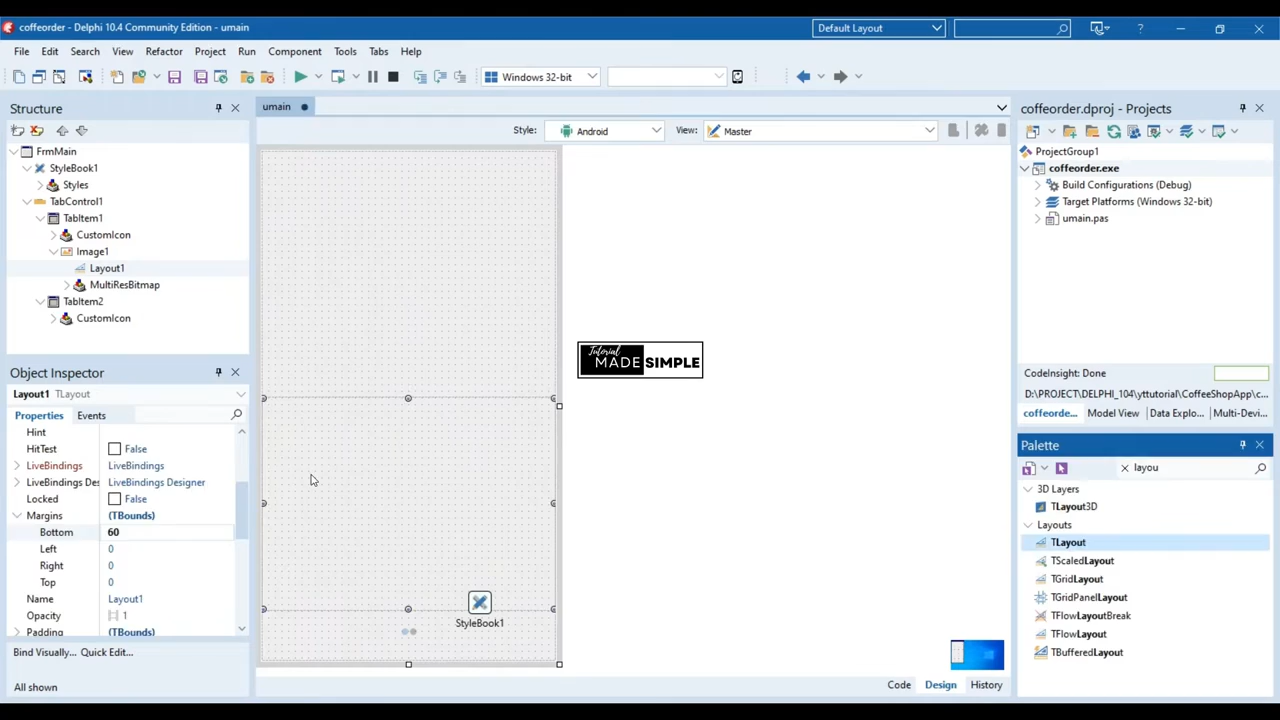 coffeorder - Delphi 10.4 Community Edition - umain
Default Layout
?
File Edit Search View Refactor Project Run Component Tools Tabs Help
Windows 32-bit
Structure
FrmMain
StyleBook1
Styles
TabControl1
TabItem1
CustomIcon
Image1
Layout1
MultiResBitmap
TabItem2
CustomIcon
Object Inspector
Layout1 TLayout
Properties Events
Hint
HitTest False
LiveBindings LiveBindings
LiveBindings Des LiveBindings Designer
Locked False
Margins (TBounds)
Bottom 60
Left 0
Right 0
Top 0
Name Layout1
Opacity 1
Padding (TBounds)
Bind Visually... Quick Edit...
All shown
umain
Style: Android View: Master
StyleBook1
Tutorial
MADE SIMPLE
Code Design History
coffeorder.dproj - Projects
ProjectGroup1
coffeorder.exe
Build Configurations (Debug)
Target Platforms (Windows 32-bit)
umain.pas
CodeInsight: Done
D:\PROJECT\DELPHI_104\yttutorial\CoffeeShopApp\c...
coffeorde... Model View Data Explo... Multi-Devi...
Palette
layou
3D Layers
TLayout3D
Layouts
TLayout
TScaledLayout
TGridLayout
TGridPanelLayout
TFlowLayoutBreak
TFlowLayout
TBufferedLayout